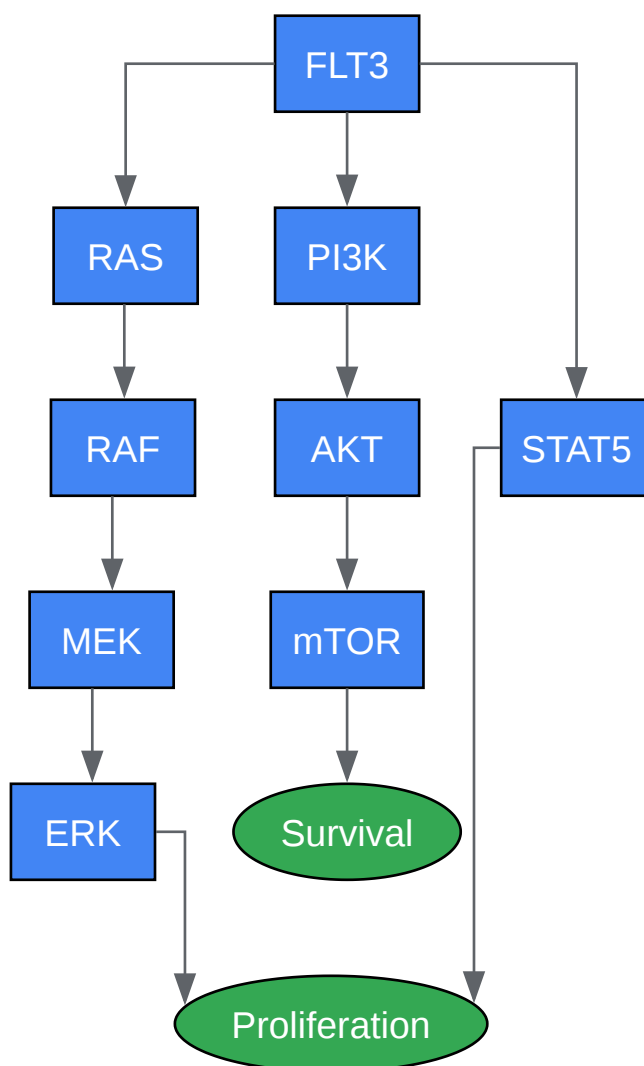 FLT3
RAS
PI3K
RAF
AKT
STAT5
MEK
mTOR
ERK
Survival
Proliferation